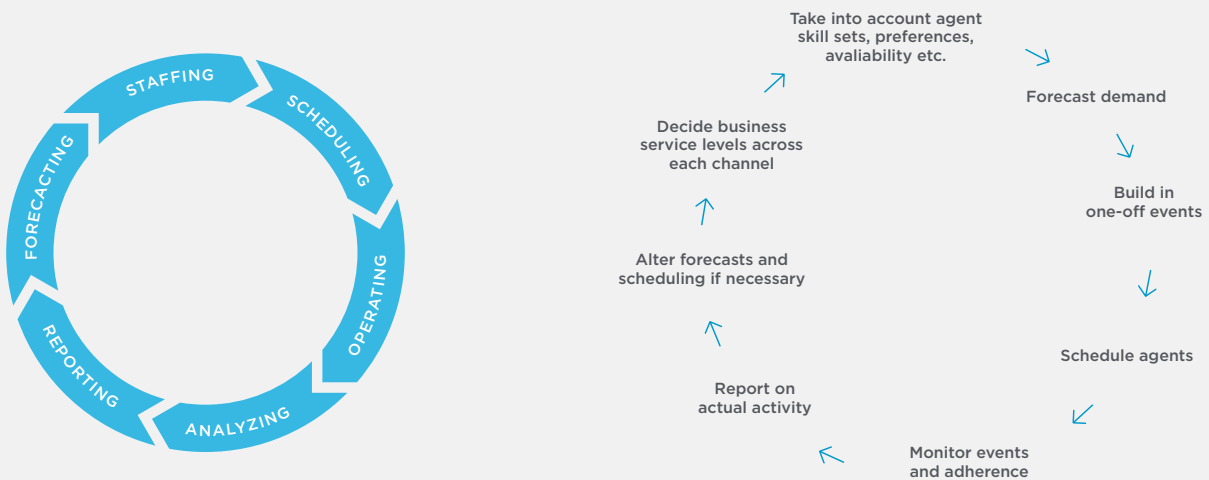 STAFFING
SCHEDULING
OPERATING
ANALYZING
REPORTING
FORECACTING
Take into account agent
skill sets, preferences,
avaliability etc.
Forecast demand
Build in
one-off events
Schedule agents
Monitor events
and adherence
Report on
actual activity
Alter forecasts and
scheduling if necessary
Decide business
service levels across
each channel